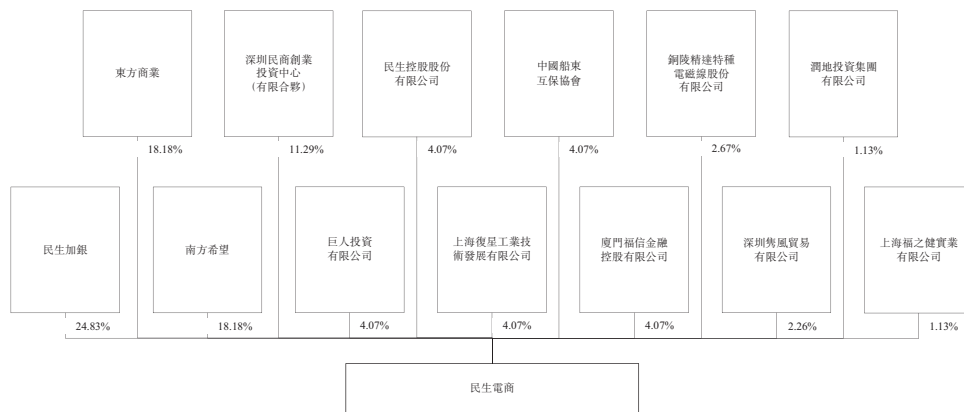 東方商業
深圳民商創業
投資中心
(有限合夥)
民生控股股份
有限公司
中國船東
互保協會
銅陵精達特種
電磁線股份
有限公司
潤地投資集團
有限公司
18.18%
11.29%
4.07%
4.07%
2.67%
1.13%
民生加銀
南方希望
巨人投資
有限公司
上海復星工業技
術發展有限公司
廈門福信金融
控股有限公司
深圳雋風貿易
有限公司
上海福之健實業
有限公司
24.83%
18.18%
4.07%
4.07%
4.07%
2.26%
1.13%
民生電商